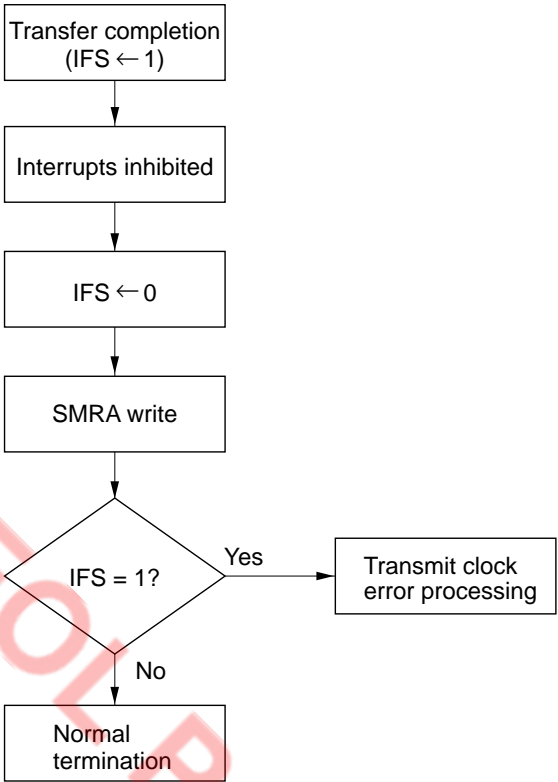 Transfer completion
(IFS ← 1)
Interrupts inhibited
IFS ← 0
SMRA write
IFS = 1?
Yes
Transmit clock
error processing
No
Normal
termination
TOL P